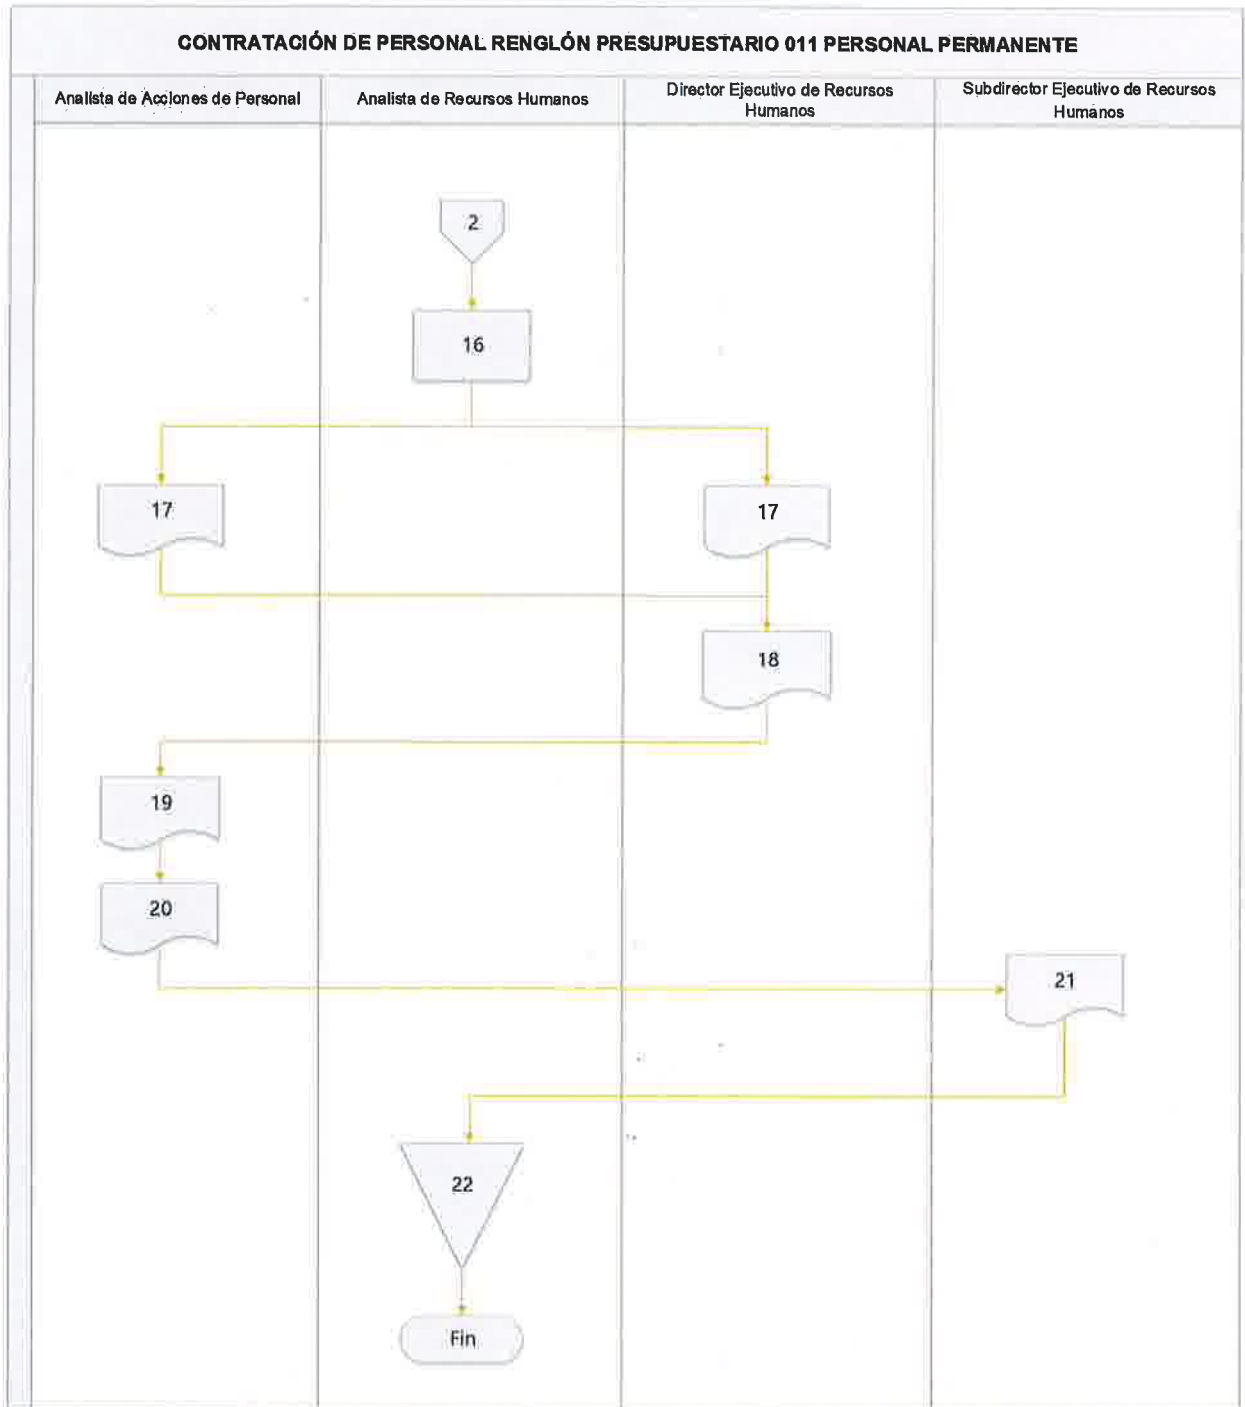 CONTRATACIÓN DE PERSONAL RENGLÓN PRESUPUESTARIO 011 PERSONAL PERMANENTE
Analista de Acciones de Personal
Analista de Recursos Humanos
Director Ejecutivo de Recursos
Humanos
Subdirector Ejecutivo de Recursos
Humanos
2
16
17
17
18
19
20
21
22
Fin